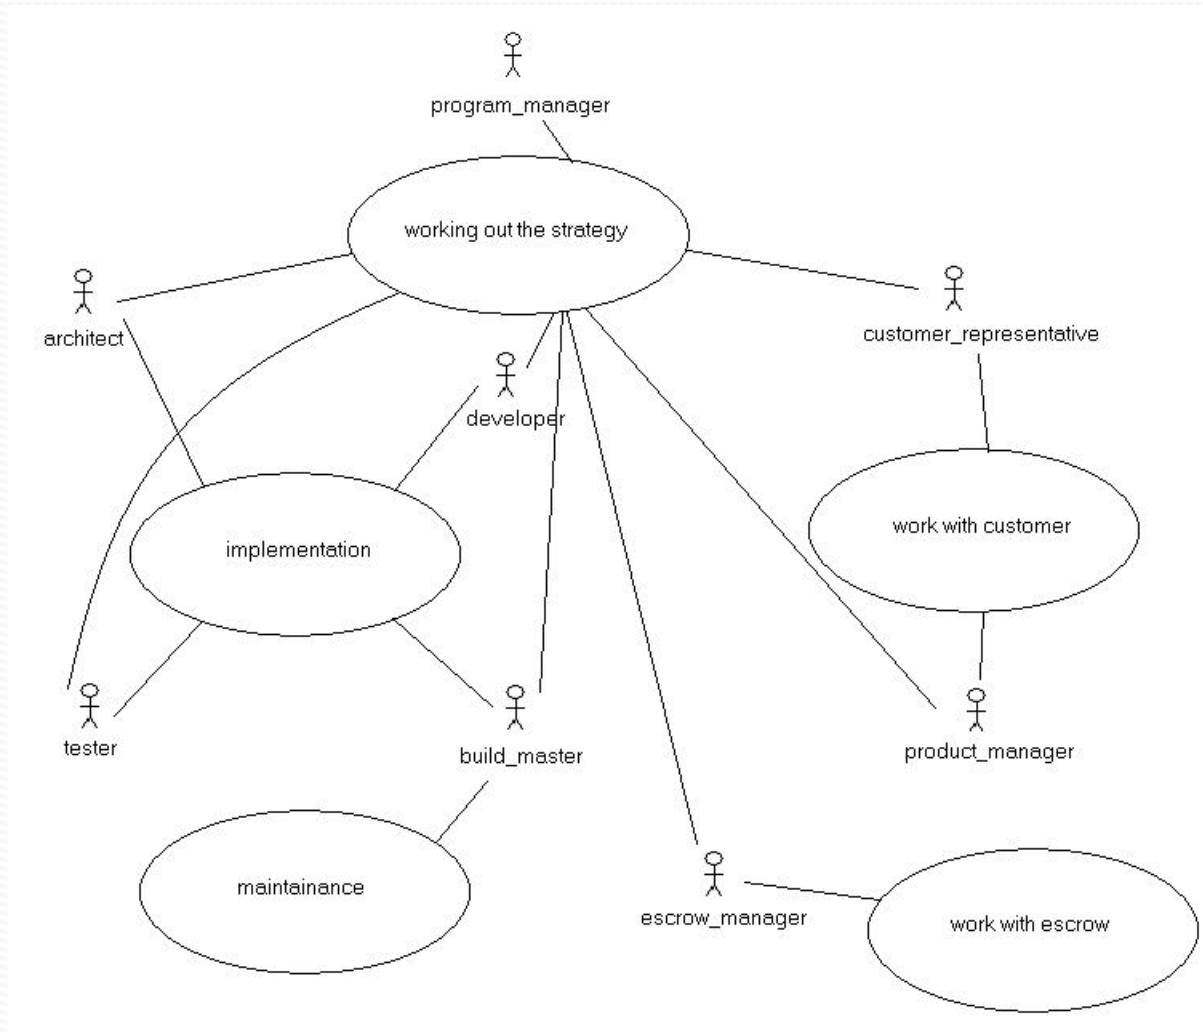 program_manager
working out the strategy
architect
customer_representative
developer
work with customer
implementation
tester
build_master
product_manager
maintainance
escrow_manager
work with escrow